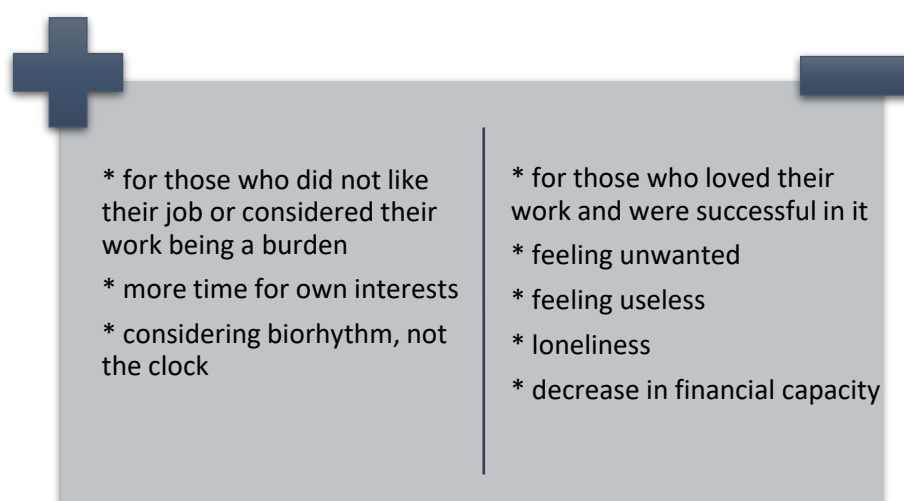 * for those who did not like
their job or considered their
work being a burden
* more time for own interests
* considering biorhythm, not
the clock
* for those who loved their
work and were successful in it
* feeling unwanted
* feeling useless
* loneliness
* decrease in financial capacity